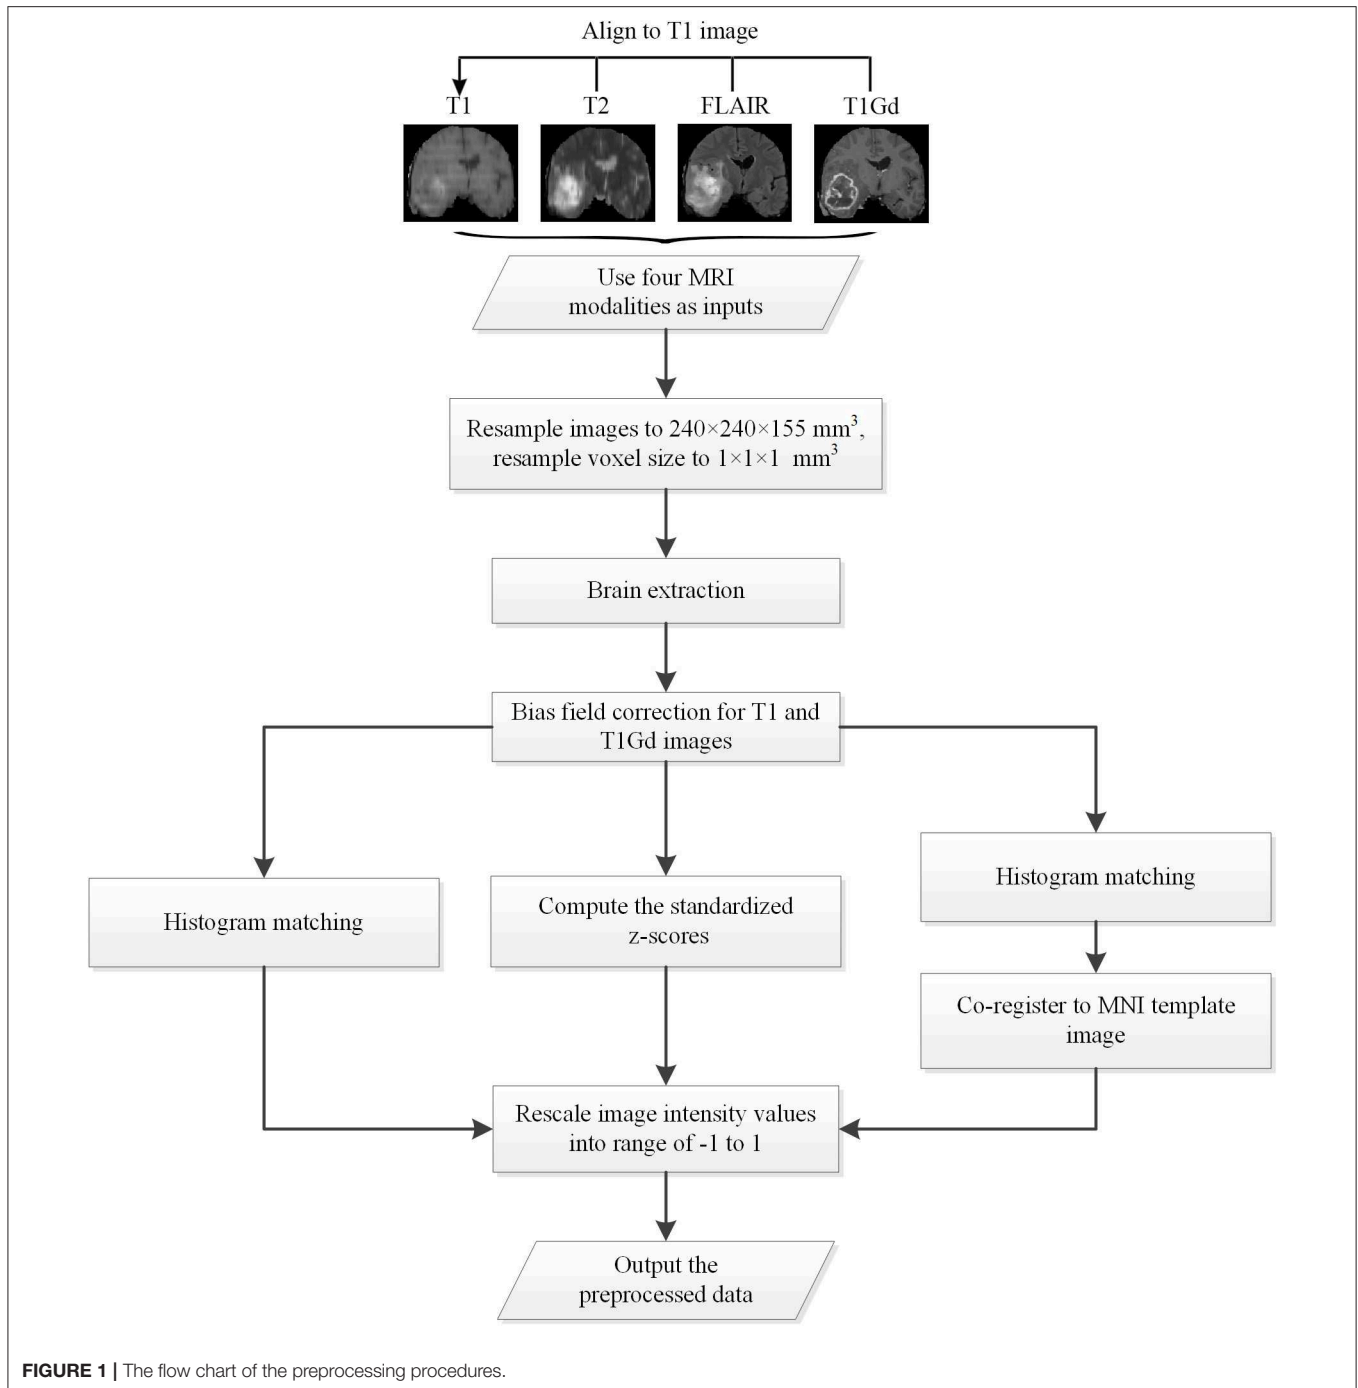 Align to T1 image
T1
T2
FLAIR
T1Gd
Use four MRI
modalities as inputs
Resample images to 240×240×155 mm³,
resample voxel size to 1×1×1 mm³
Brain extraction
Bias field correction for T1 and
T1Gd images
Histogram matching
Compute the standardized
z-scores
Histogram matching
Co-register to MNI template
image
Rescale image intensity values
into range of -1 to 1
Output the
preprocessed data
FIGURE 1 | The flow chart of the preprocessing procedures.